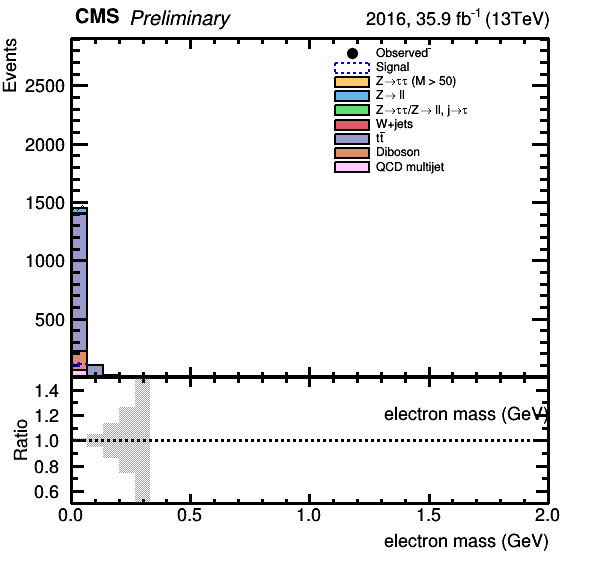 CMS Preliminary 2016, 35.9 fb⁻¹ (13TeV)
Events
2500
2000
1500
1000
500
Observed
Signal
Z→ττ (M > 50)
Z→ ll
Z→ττ/Z→ ll, j→τ
W+jets
tt̄
Diboson
QCD multijet
Ratio
1.4
1.2
1.0
0.8
0.6
electron mass (GeV)
0.0 0.5 1.0 1.5 2.0
electron mass (GeV)